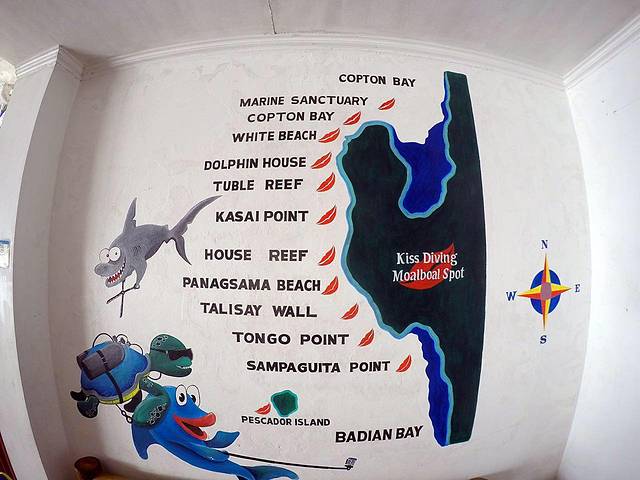 COPTON BAY
MARINE SANCTUARY
COPTON BAY
WHITE BEACH
DOLPHIN HOUSE
TUBLE REEF
KASAI POINT
HOUSE REEF
Kiss Diving
Moalboal Spot
PANAGSAMA BEACH
TALISAY WALL
TONGO POINT
SAMPAGUITA POINT
PESCADOR ISLAND
BADIAN BAY
N
W E
S